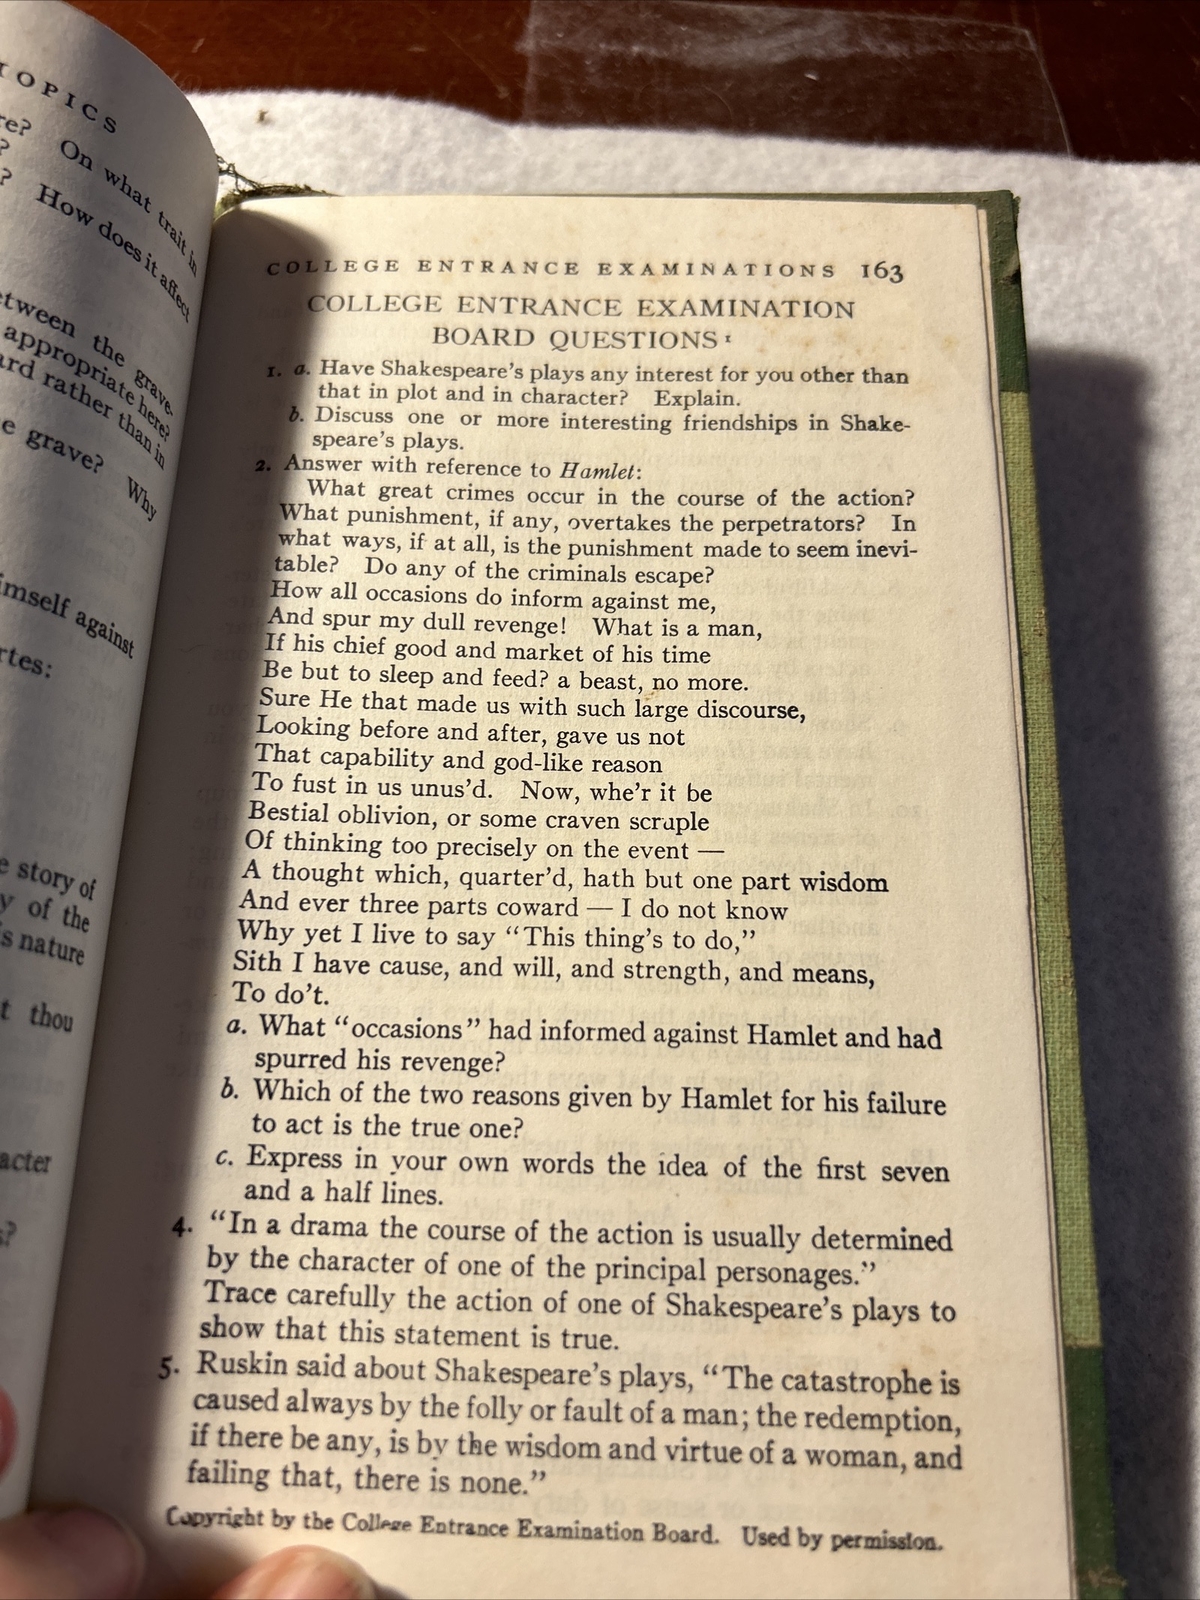 TOPICS
re? On what trait in
?
? How does it affect
etween the grave-
appropriate here?
ard rather than in
e grave? Why
imself against
rtes:
e story of
y of the
s nature
t thou
acter
s?
COLLEGE ENTRANCE EXAMINATIONS 163
COLLEGE ENTRANCE EXAMINATION
BOARD QUESTIONS¹
1. a. Have Shakespeare's plays any interest for you other than
that in plot and in character? Explain.
b. Discuss one or more interesting friendships in Shake-
speare's plays.
2. Answer with reference to Hamlet:
What great crimes occur in the course of the action?
What punishment, if any, overtakes the perpetrators? In
what ways, if at all, is the punishment made to seem inevi-
table? Do any of the criminals escape?
How all occasions do inform against me,
And spur my dull revenge! What is a man,
If his chief good and market of his time
Be but to sleep and feed? a beast, no more.
Sure He that made us with such large discourse,
Looking before and after, gave us not
That capability and god-like reason
To fust in us unus'd. Now, whe'r it be
Bestial oblivion, or some craven scruple
Of thinking too precisely on the event —
A thought which, quarter'd, hath but one part wisdom
And ever three parts coward — I do not know
Why yet I live to say "This thing's to do,"
Sith I have cause, and will, and strength, and means,
To do't.
a. What "occasions" had informed against Hamlet and had
spurred his revenge?
b. Which of the two reasons given by Hamlet for his failure
to act is the true one?
c. Express in your own words the idea of the first seven
and a half lines.
4. "In a drama the course of the action is usually determined
by the character of one of the principal personages."
Trace carefully the action of one of Shakespeare's plays to
show that this statement is true.
5. Ruskin said about Shakespeare's plays, "The catastrophe is
caused always by the folly or fault of a man; the redemption,
if there be any, is by the wisdom and virtue of a woman, and
failing that, there is none."
Copyright by the College Entrance Examination Board. Used by permission.